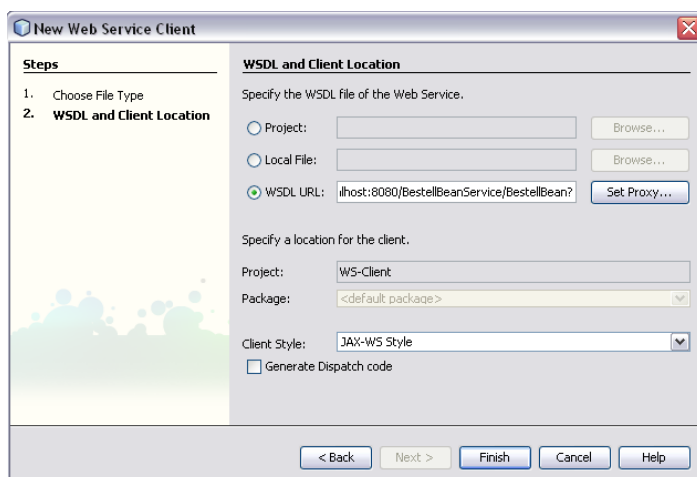 New Web Service Client
Steps
1. Choose File Type
2. WSDL and Client Location
WSDL and Client Location
Specify the WSDL file of the Web Service.
Project:
Browse...
Local File:
Browse...
WSDL URL:
lhost:8080/BestellBeanService/BestellBean?
Set Proxy...
Specify a location for the client.
Project:
WS-Client
Package:
<default package>
Client Style:
JAX-WS Style
Generate Dispatch code
< Back
Next >
Finish
Cancel
Help